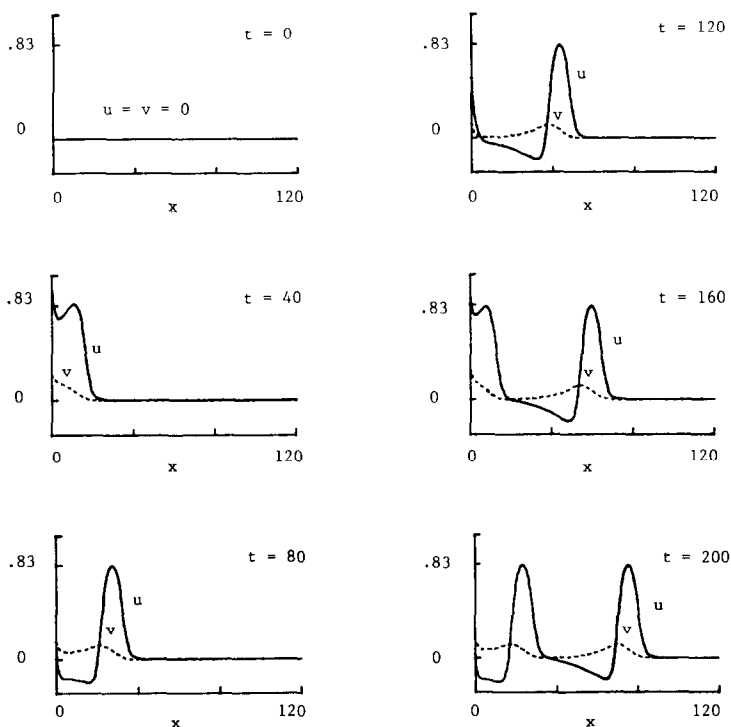 t = 0
.83
u = v = 0
0
0
120
x
t = 40
.83
u
v
0
0
120
x
t = 80
.83
u
v
0
0
120
x
t = 120
.83
u
v
0
0
120
x
t = 160
.83
u
v
0
0
120
x
t = 200
.83
u
v
0
0
120
x